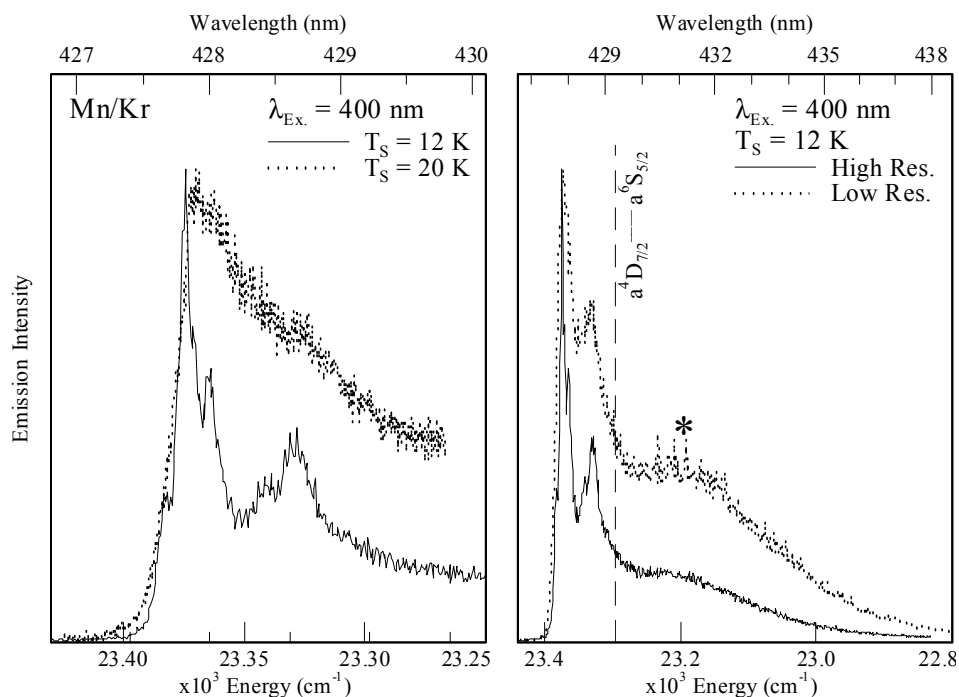 Wavelength (nm)
427 428 429 430
Mn/Kr
λEx. = 400 nm
TS = 12 K
TS = 20 K
Emission Intensity
23.40 23.35 23.30 23.25
x10³ Energy (cm⁻¹)
Wavelength (nm)
429 432 435 438
λEx. = 400 nm
TS = 12 K
High Res.
Low Res.
a⁴D7/2 — a⁶S5/2
*
23.4 23.2 23.0 22.8
x10³ Energy (cm⁻¹)